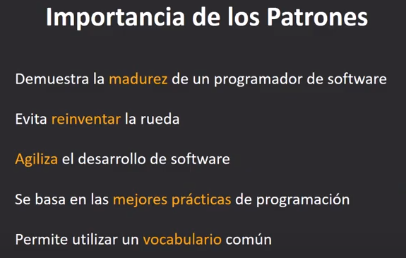 Importancia de los Patrones
Demuestra la madurez de un programador de software
Evita reinventar la rueda
Agiliza el desarrollo de software
Se basa en las mejores prácticas de programación
Permite utilizar un vocabulario común